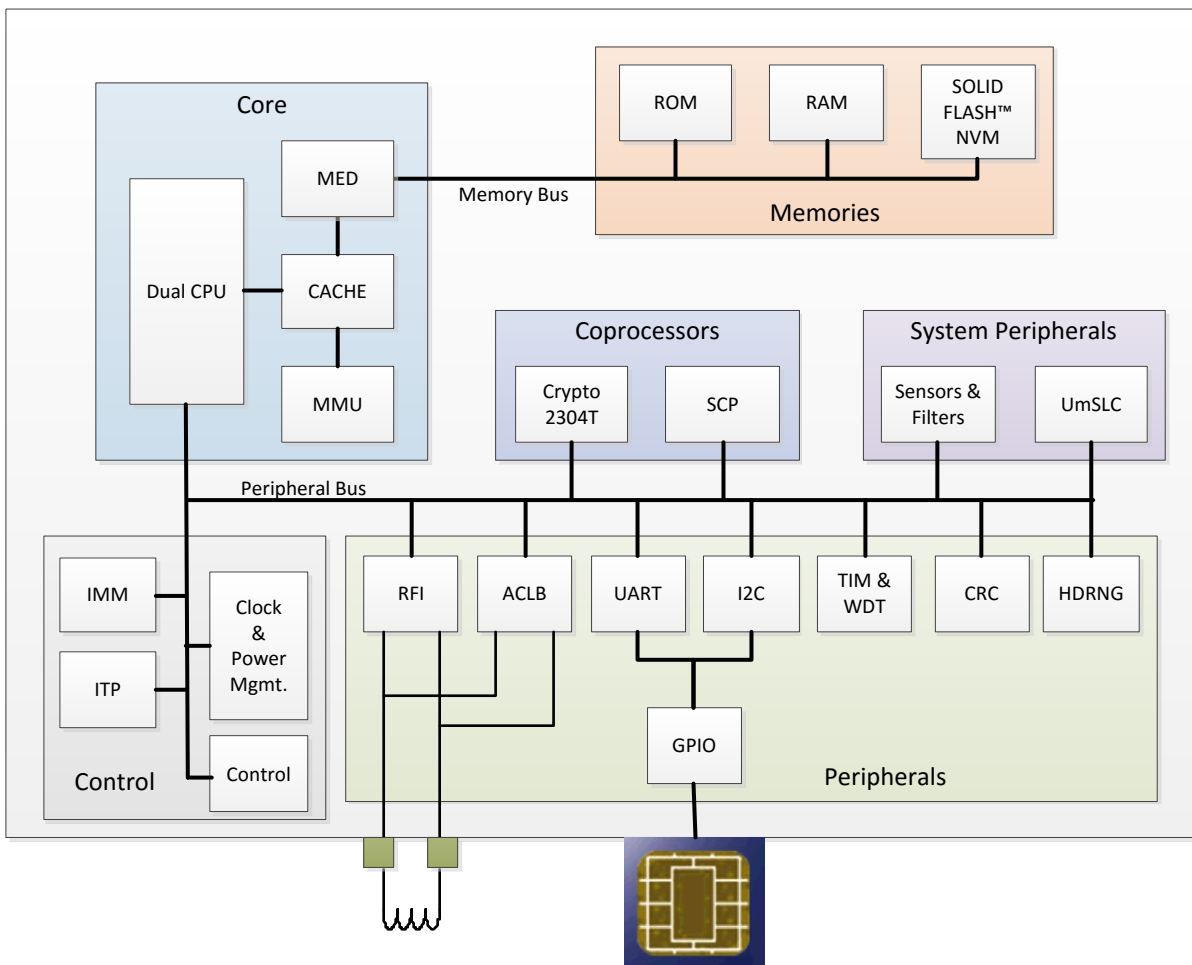 Core
MED
Dual CPU
CACHE
MMU
Memory Bus
ROM
RAM
SOLID
FLASH™
NVM
Memories
Coprocessors
Crypto
2304T
SCP
System Peripherals
Sensors &
Filters
UmSLC
Peripheral Bus
IMM
ITP
Clock
&
Power
Mgmt.
Control
Control
RFI
ACLB
UART
I2C
TIM &
WDT
CRC
HDRNG
GPIO
Peripherals